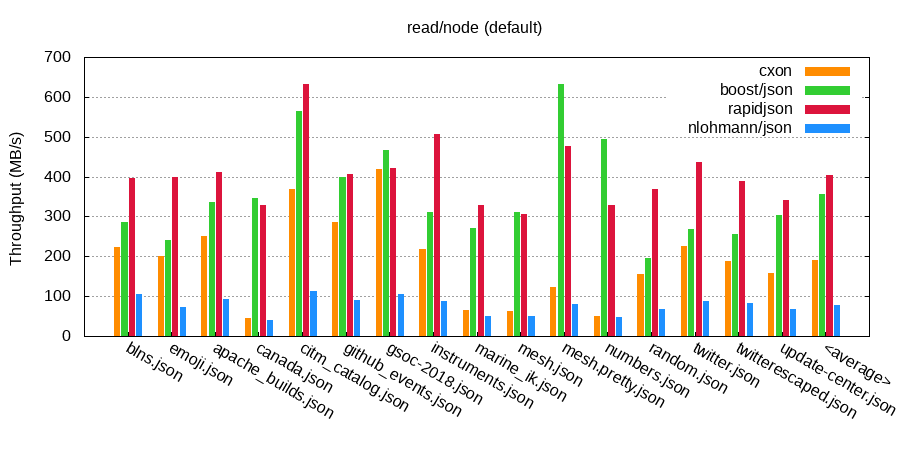 read/node (default)
Throughput (MB/s)
700
600
500
400
300
200
100
0
cxon
boost/json
rapidjson
nlohmann/json
blns.json
emoji.json
apache_builds.json
canada.json
citm_catalog.json
github_events.json
gsoc-2018.json
instruments.json
marine_ik.json
mesh.json
mesh.pretty.json
numbers.json
random.json
twitter.json
twitterescaped.json
update-center.json
<average>